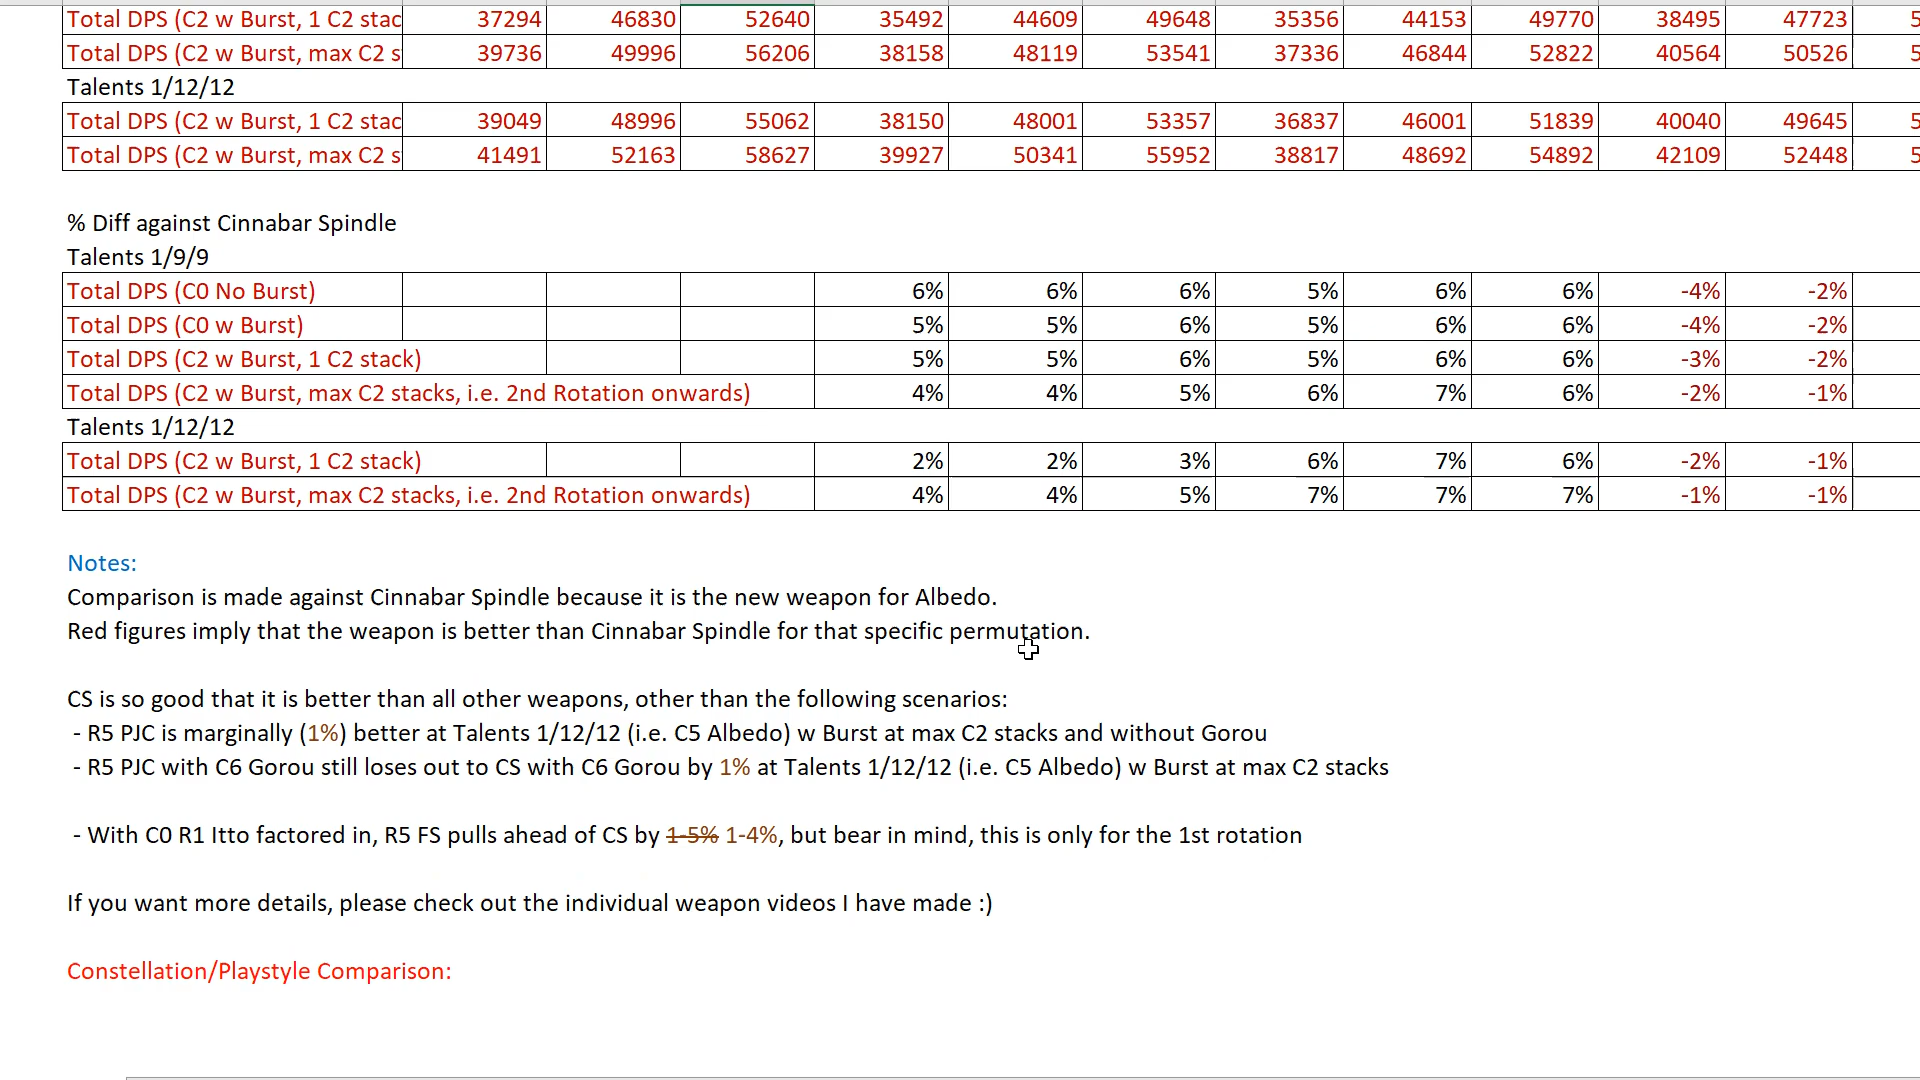 Total DPS (C2 w Burst, 1 C2 stac 37294 46830 52640 35492 44609 49648 35356 44153 49770 38495 47723 5
Total DPS (C2 w Burst, max C2 s 39736 49996 56206 38158 48119 53541 37336 46844 52822 40564 50526 5
Talents 1/12/12
Total DPS (C2 w Burst, 1 C2 stac 39049 48996 55062 38150 48001 53357 36837 46001 51839 40040 49645 5
Total DPS (C2 w Burst, max C2 s 41491 52163 58627 39927 50341 55952 38817 48692 54892 42109 52448 5
% Diff against Cinnabar Spindle
Talents 1/9/9
Total DPS (C0 No Burst) 6% 6% 6% 5% 6% 6% -4% -2%
Total DPS (C0 w Burst) 5% 5% 6% 5% 6% 6% -4% -2%
Total DPS (C2 w Burst, 1 C2 stack) 5% 5% 6% 5% 6% 6% -3% -2%
Total DPS (C2 w Burst, max C2 stacks, i.e. 2nd Rotation onwards) 4% 4% 5% 6% 7% 6% -2% -1%
Talents 1/12/12
Total DPS (C2 w Burst, 1 C2 stack) 2% 2% 3% 6% 7% 6% -2% -1%
Total DPS (C2 w Burst, max C2 stacks, i.e. 2nd Rotation onwards) 4% 4% 5% 7% 7% 7% -1% -1%
Notes:
Comparison is made against Cinnabar Spindle because it is the new weapon for Albedo.
Red figures imply that the weapon is better than Cinnabar Spindle for that specific permutation.
CS is so good that it is better than all other weapons, other than the following scenarios:
- R5 PJC is marginally (1%) better at Talents 1/12/12 (i.e. C5 Albedo) w Burst at max C2 stacks and without Gorou
- R5 PJC with C6 Gorou still loses out to CS with C6 Gorou by 1% at Talents 1/12/12 (i.e. C5 Albedo) w Burst at max C2 stacks
- With C0 R1 Itto factored in, R5 FS pulls ahead of CS by 1-5% 1-4%, but bear in mind, this is only for the 1st rotation
If you want more details, please check out the individual weapon videos I have made :)
Constellation/Playstyle Comparison: